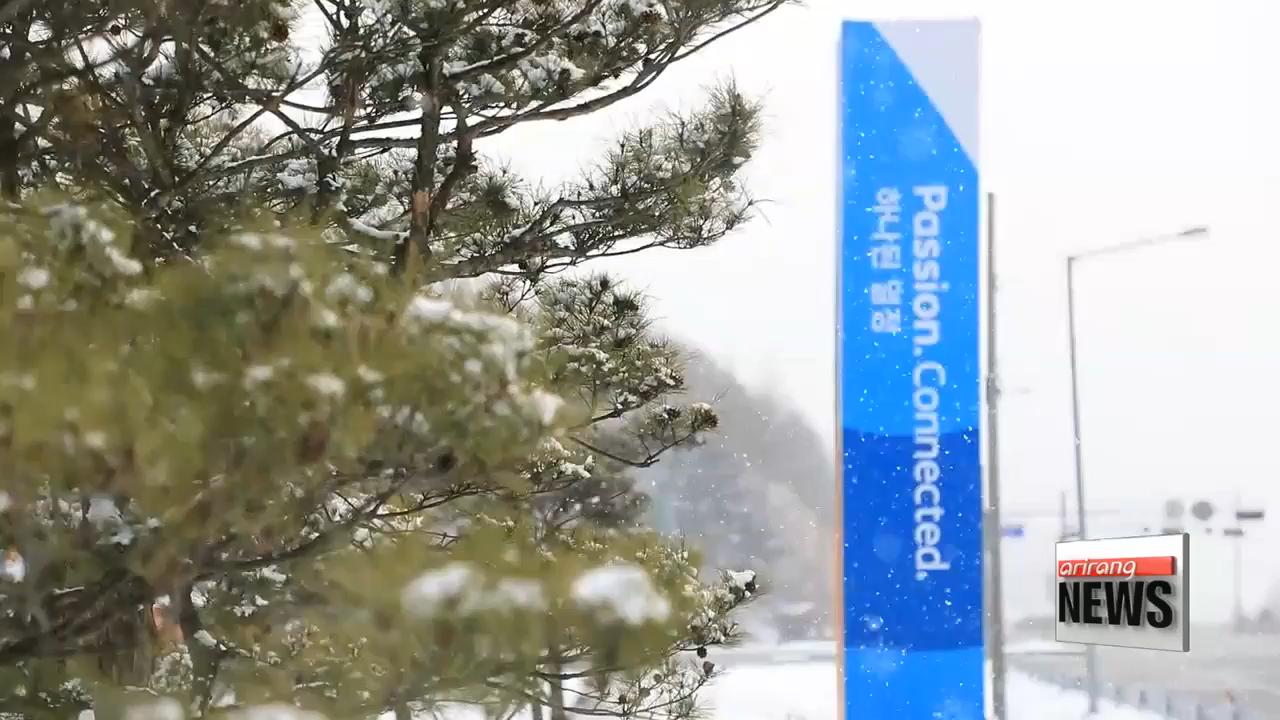 Passion. Connected.
하나된 열정
arirang
NEWS